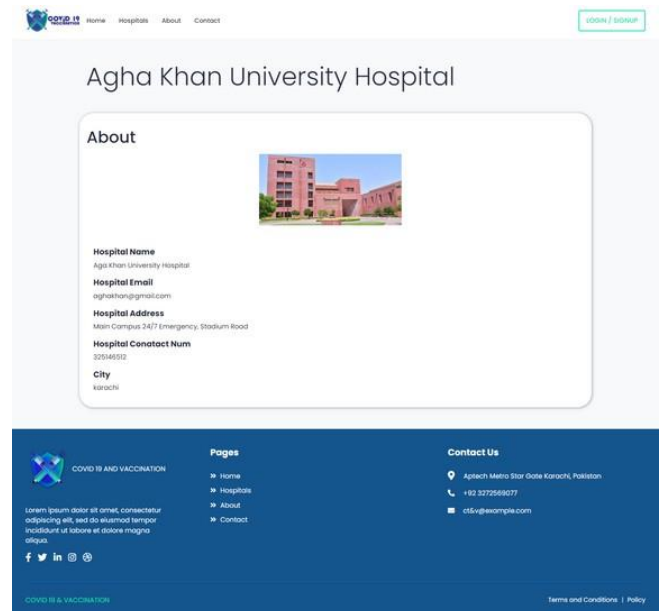 COVID 19
VACCINATION
Home Hospitals About Contact
LOGIN / SIGNUP
Agha Khan University Hospital
About
Hospital Name
Aga Khan University Hospital
Hospital Email
aghakhan@gmail.com
Hospital Address
Main Campus 24/7 Emergency, Stadium Road
Hospital Conatact Num
325146512
City
karachi
COVID 19 AND VACCINATION
Lorem ipsum dolor sit amet, consectetur
adipiscing elit, sed do eiusmod tempor
incididunt ut labore et dolore magna
aliqua.
Pages
Home
Hospitals
About
Contact
Contact Us
Aptech Metro Star Gate Karachi, Pakistan
+92 3272569077
ct&v@example.com
COVID 19 & VACCINATION
Terms and Conditions | Policy